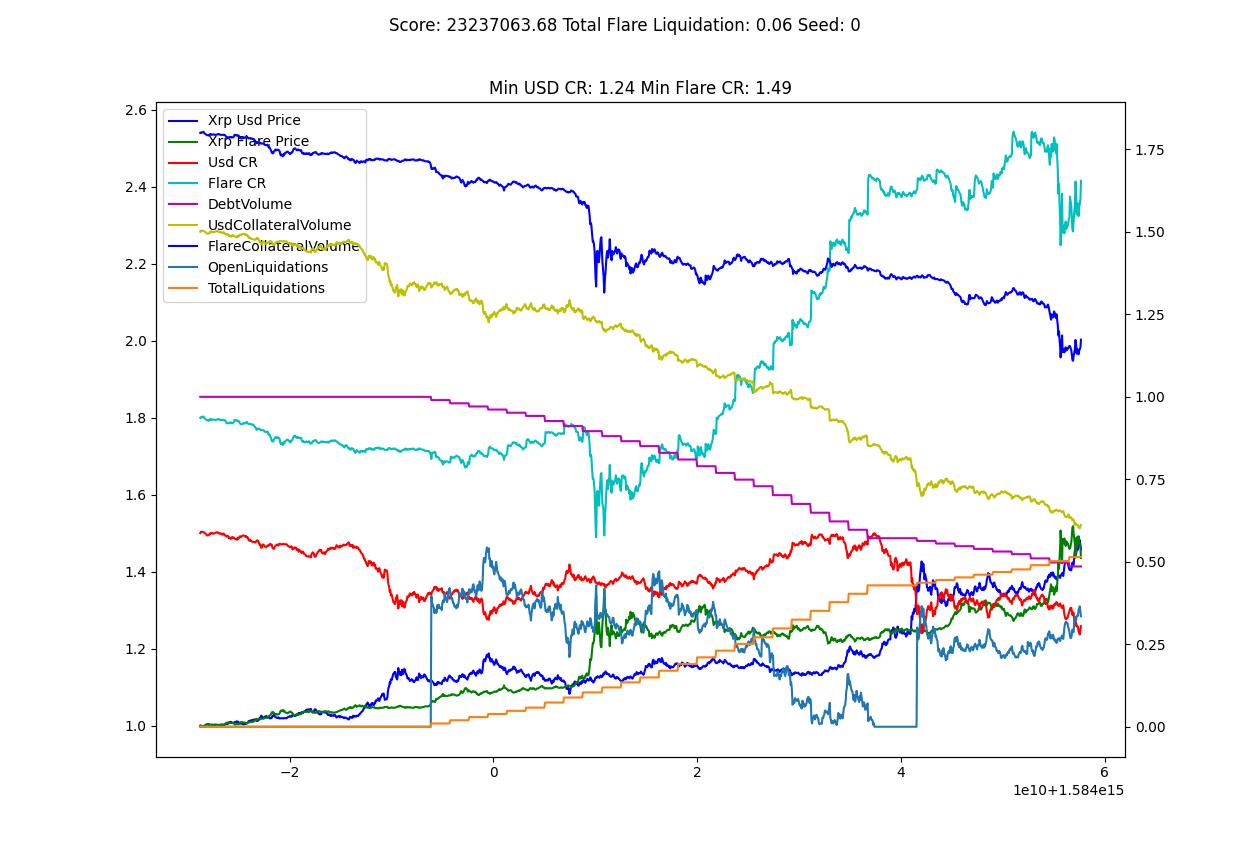 Score: 23237063.68 Total Flare Liquidation: 0.06 Seed: 0
Min USD CR: 1.24 Min Flare CR: 1.49
Xrp Usd Price
Xrp Flare Price
Usd CR
Flare CR
DebtVolume
UsdCollateralVolume
FlareCollateralVolume
OpenLiquidations
TotalLiquidations
2.6
2.4
2.2
2.0
1.8
1.6
1.4
1.2
1.0
1.75
1.50
1.25
1.00
0.75
0.50
0.25
0.00
−2 0 2 4 6
1e10+1.584e15